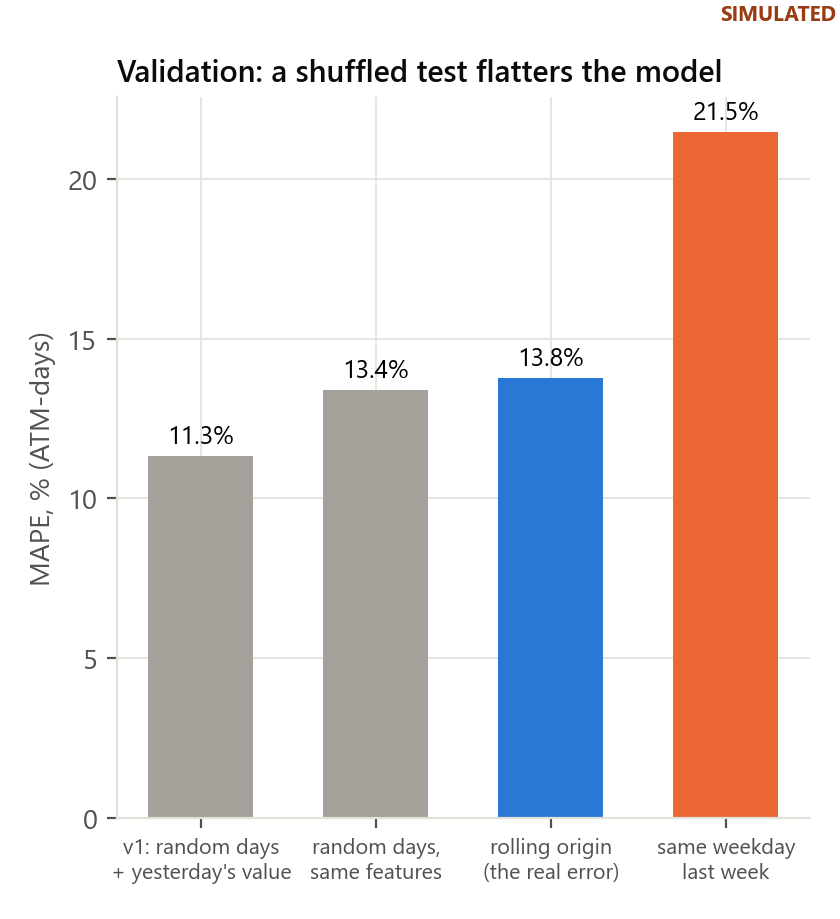 SIMULATED
Validation: a shuffled test flatters the model
21.5%
20
15
13.8%
13.4%
11.3%
10
5
0
MAPE, % (ATM-days)
v1: random days
+ yesterday's value
random days,
same features
rolling origin
(the real error)
same weekday
last week